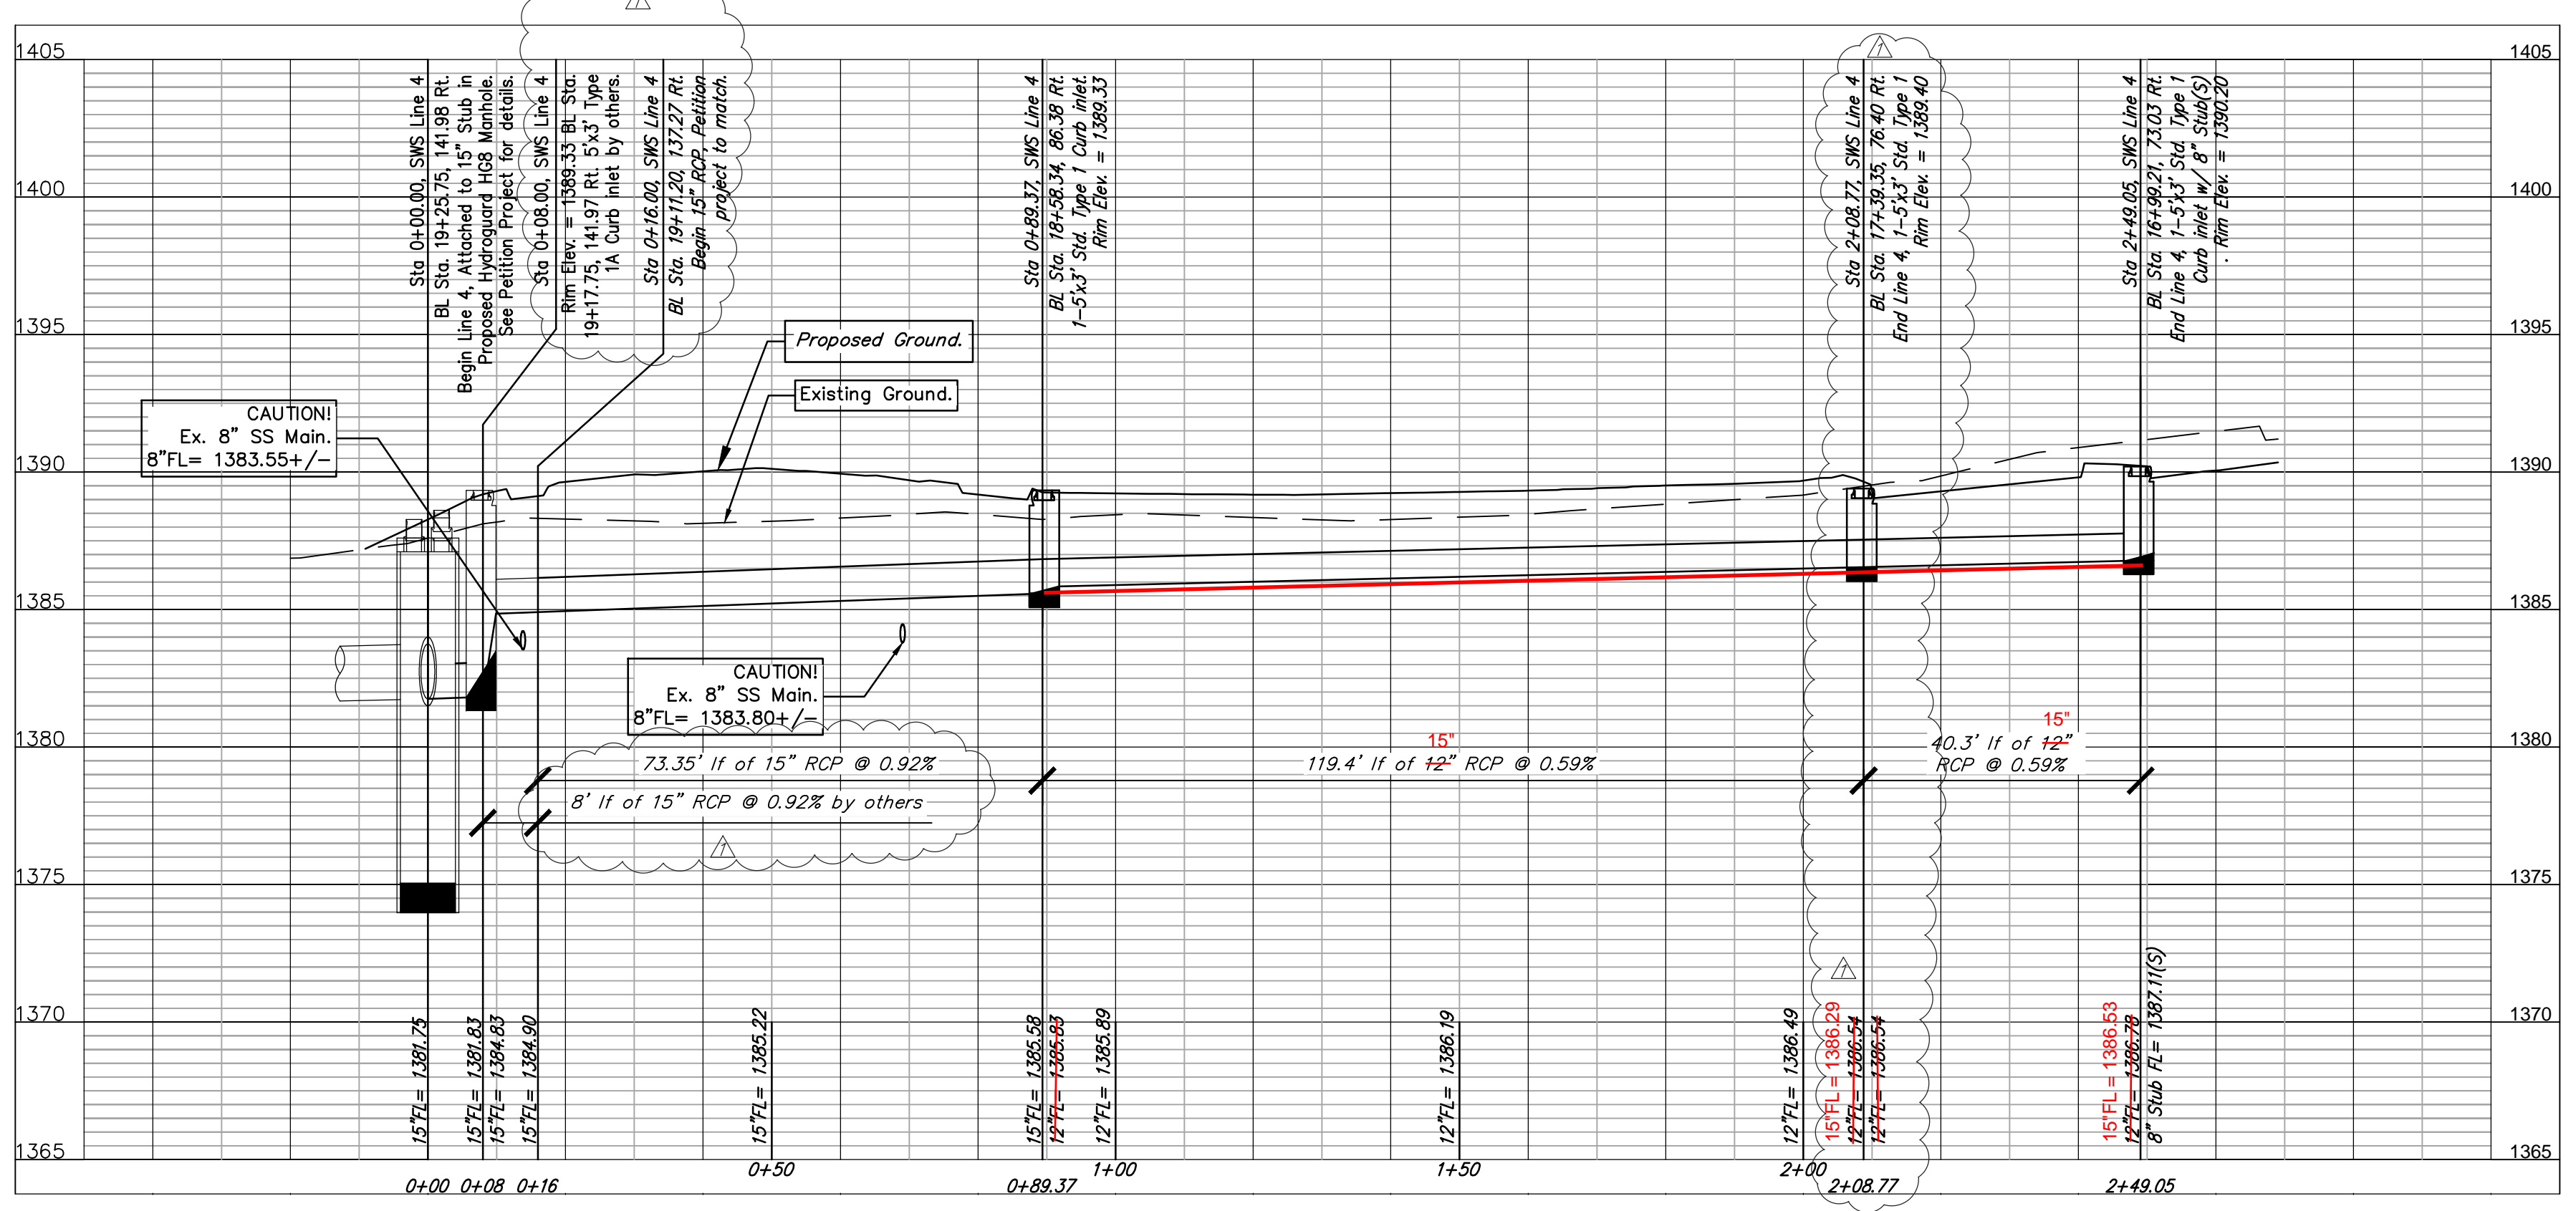 1405
1400
1395
1390
1385
1380
1375
1370
1365
1405
1400
1395
1390
1385
1380
1375
1370
1365
Sta 0+00.00, SWS Line 4
BL Sta. 19+25.75, 141.98 Rt.
Begin Line 4, Attached to 15" Stub in
Proposed Hydroguard HG8 Manhole.
See Petition Project for details.
Sta 0+08.00, SWS Line 4
Rim Elev. = 1389.33 BL Sta.
19+17.75, 141.97 Rt. 5'x3' Type
1A Curb inlet by others.
Sta 0+16.00, SWS Line 4
BL Sta. 19+11.20, 137.27 Rt.
Begin 15" RCP, Petition
project to match.
Sta 0+89.37, SWS Line 4
BL Sta. 18+58.34, 86.38 Rt.
1-5'x3' Std. Type 1 Curb inlet.
Rim Elev. = 1389.33
1
Sta 2+08.77, SWS Line 4
BL Sta. 17+39.35, 76.40 Rt.
End Line 4, 1-5'x3' Std. Type 1
Rim Elev. = 1389.40
Sta 2+49.05, SWS Line 4
BL Sta. 16+99.21, 73.03 Rt.
End Line 4, 1-5'x3' Std. Type 1
Curb inlet w/ 8" Stub(S)
. Rim Elev. = 1390.20
Proposed Ground.
Existing Ground.
CAUTION!
Ex. 8" SS Main.
8"FL= 1383.55+/-
CAUTION!
Ex. 8" SS Main.
8"FL= 1383.80+/-
73.35' lf of 15" RCP @ 0.92%
8' lf of 15" RCP @ 0.92% by others
1
15"
119.4' lf of 12" RCP @ 0.59%
15"
40.3' lf of 12"
RCP @ 0.59%
1
15"FL= 1381.75
15"FL= 1381.83
15"FL= 1384.83
15"FL= 1384.90
15"FL= 1385.22
15"FL= 1385.58
12"FL= 1385.83
12"FL= 1385.89
12"FL= 1386.19
12"FL= 1386.49
15"FL = 1386.29
12"FL= 1386.54
12"FL= 1386.54
15"FL = 1386.53
12"FL= 1386.78
8" Stub FL= 1387.11(S)
0+50
1+00
1+50
2+00
0+00
0+08
0+16
0+89.37
2+08.77
2+49.05